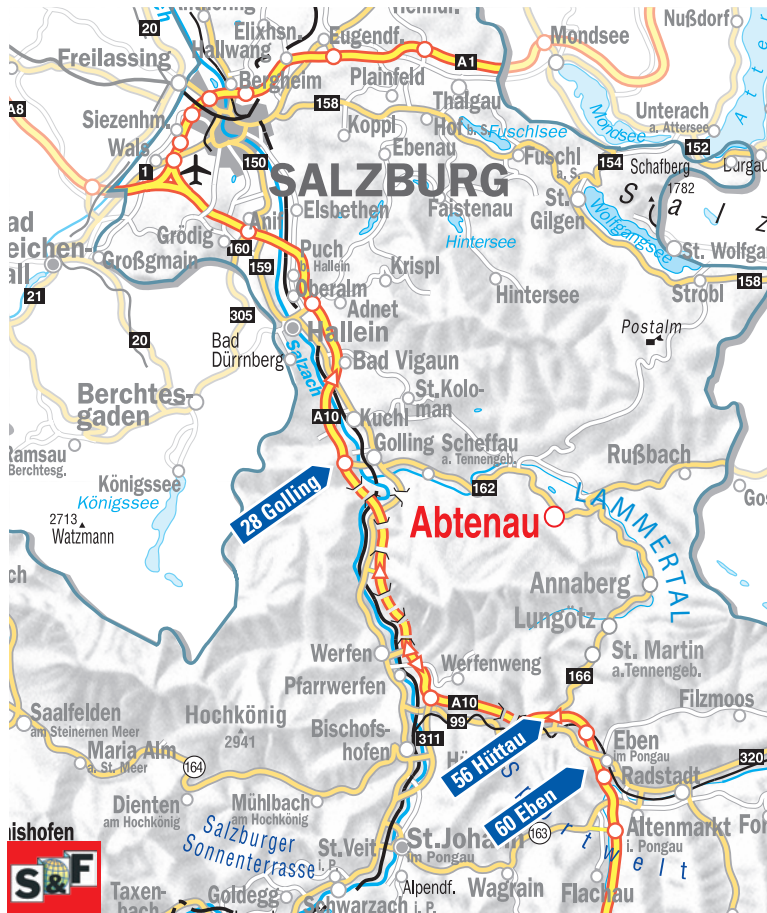 20
Elixhsn.
Eugendf.
Mondsee
Nußdorf
Hallwang
Freilassing
A1
Bergheim
Plainfeld
A8
158
Thalgau
Unterach
a. Attersee
Mondsee
Siezenhm.
Koppl
Hof b. S.
Fuschlsee
Wals
Ebenau
152
1
150
Fuschl
a. S.
154
Schafberg
1782
Burgau
SALZBURG
St.
Gilgen
Elsbethen
Faistenau
Anif
Grödig
160
Puch
b. Hallein
Hintersee
Wolfgangsee
S a l z
St. Wolfgan
Großgmain
159
Krispl
Oberalm
Hintersee
Strobl
158
21
305
Adnet
Hallein
20
Bad
Dürrnberg
Salzach
Bad Vigaun
Postalm
Berchtes-
gaden
St.Kolo-
man
A10
Kuchl
Golling
Scheffau
a. Tennengeb.
Rußbach
Ramsau
Berchtesg.
Königssee
Königssee
28 Golling
162
LAMMERTAL
Gos
2713
Watzmann
Abtenau
Annaberg
Lungötz
Werfen
Werfenweng
St. Martin
a.Tennengeb.
Pfarrwerfen
166
A10
99
Filzmoos
Saalfelden
am Steinernen Meer
Hochkönig
2941
Bischofs-
hofen
311
Maria Alm
a. St. Meer
164
56 Hüttau
Eben
im Pongau
320
60 Eben
Radstadt
Dienten
am Hochkönig
Mühlbach
am Hochkönig
Salzburger
Sonnenterrasse
St.Johann
im Pongau
163
Altenmarkt
i. Pongau
nishofen
St.Veit
i. P.
S&F
Taxen-
bach
Goldegg
Alpendf.
Wagrain
Flachau
Schwarzach
i. P.